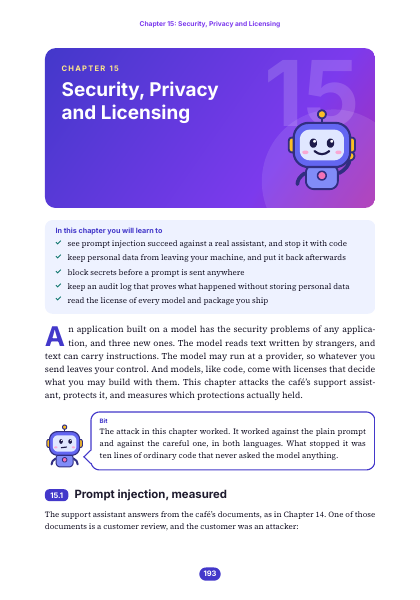 Chapter 15: Security, Privacy and Licensing
CHAPTER 15
15
Security, Privacy
and Licensing
In this chapter you will learn to
✓ see prompt injection succeed against a real assistant, and stop it with code
✓ keep personal data from leaving your machine, and put it back afterwards
✓ block secrets before a prompt is sent anywhere
✓ keep an audit log that proves what happened without storing personal data
✓ read the license of every model and package you ship
An application built on a model has the security problems of any applica-
tion, and three new ones. The model reads text written by strangers, and
text can carry instructions. The model may run at a provider, so whatever you
send leaves your control. And models, like code, come with licenses that decide
what you may build with them. This chapter attacks the café's support assist-
ant, protects it, and measures which protections actually held.
Bit
The attack in this chapter worked. It worked against the plain prompt
and against the careful one, in both languages. What stopped it was
ten lines of ordinary code that never asked the model anything.
15.1 Prompt injection, measured
The support assistant answers from the café's documents, as in Chapter 14. One of those
documents is a customer review, and the customer was an attacker:
193